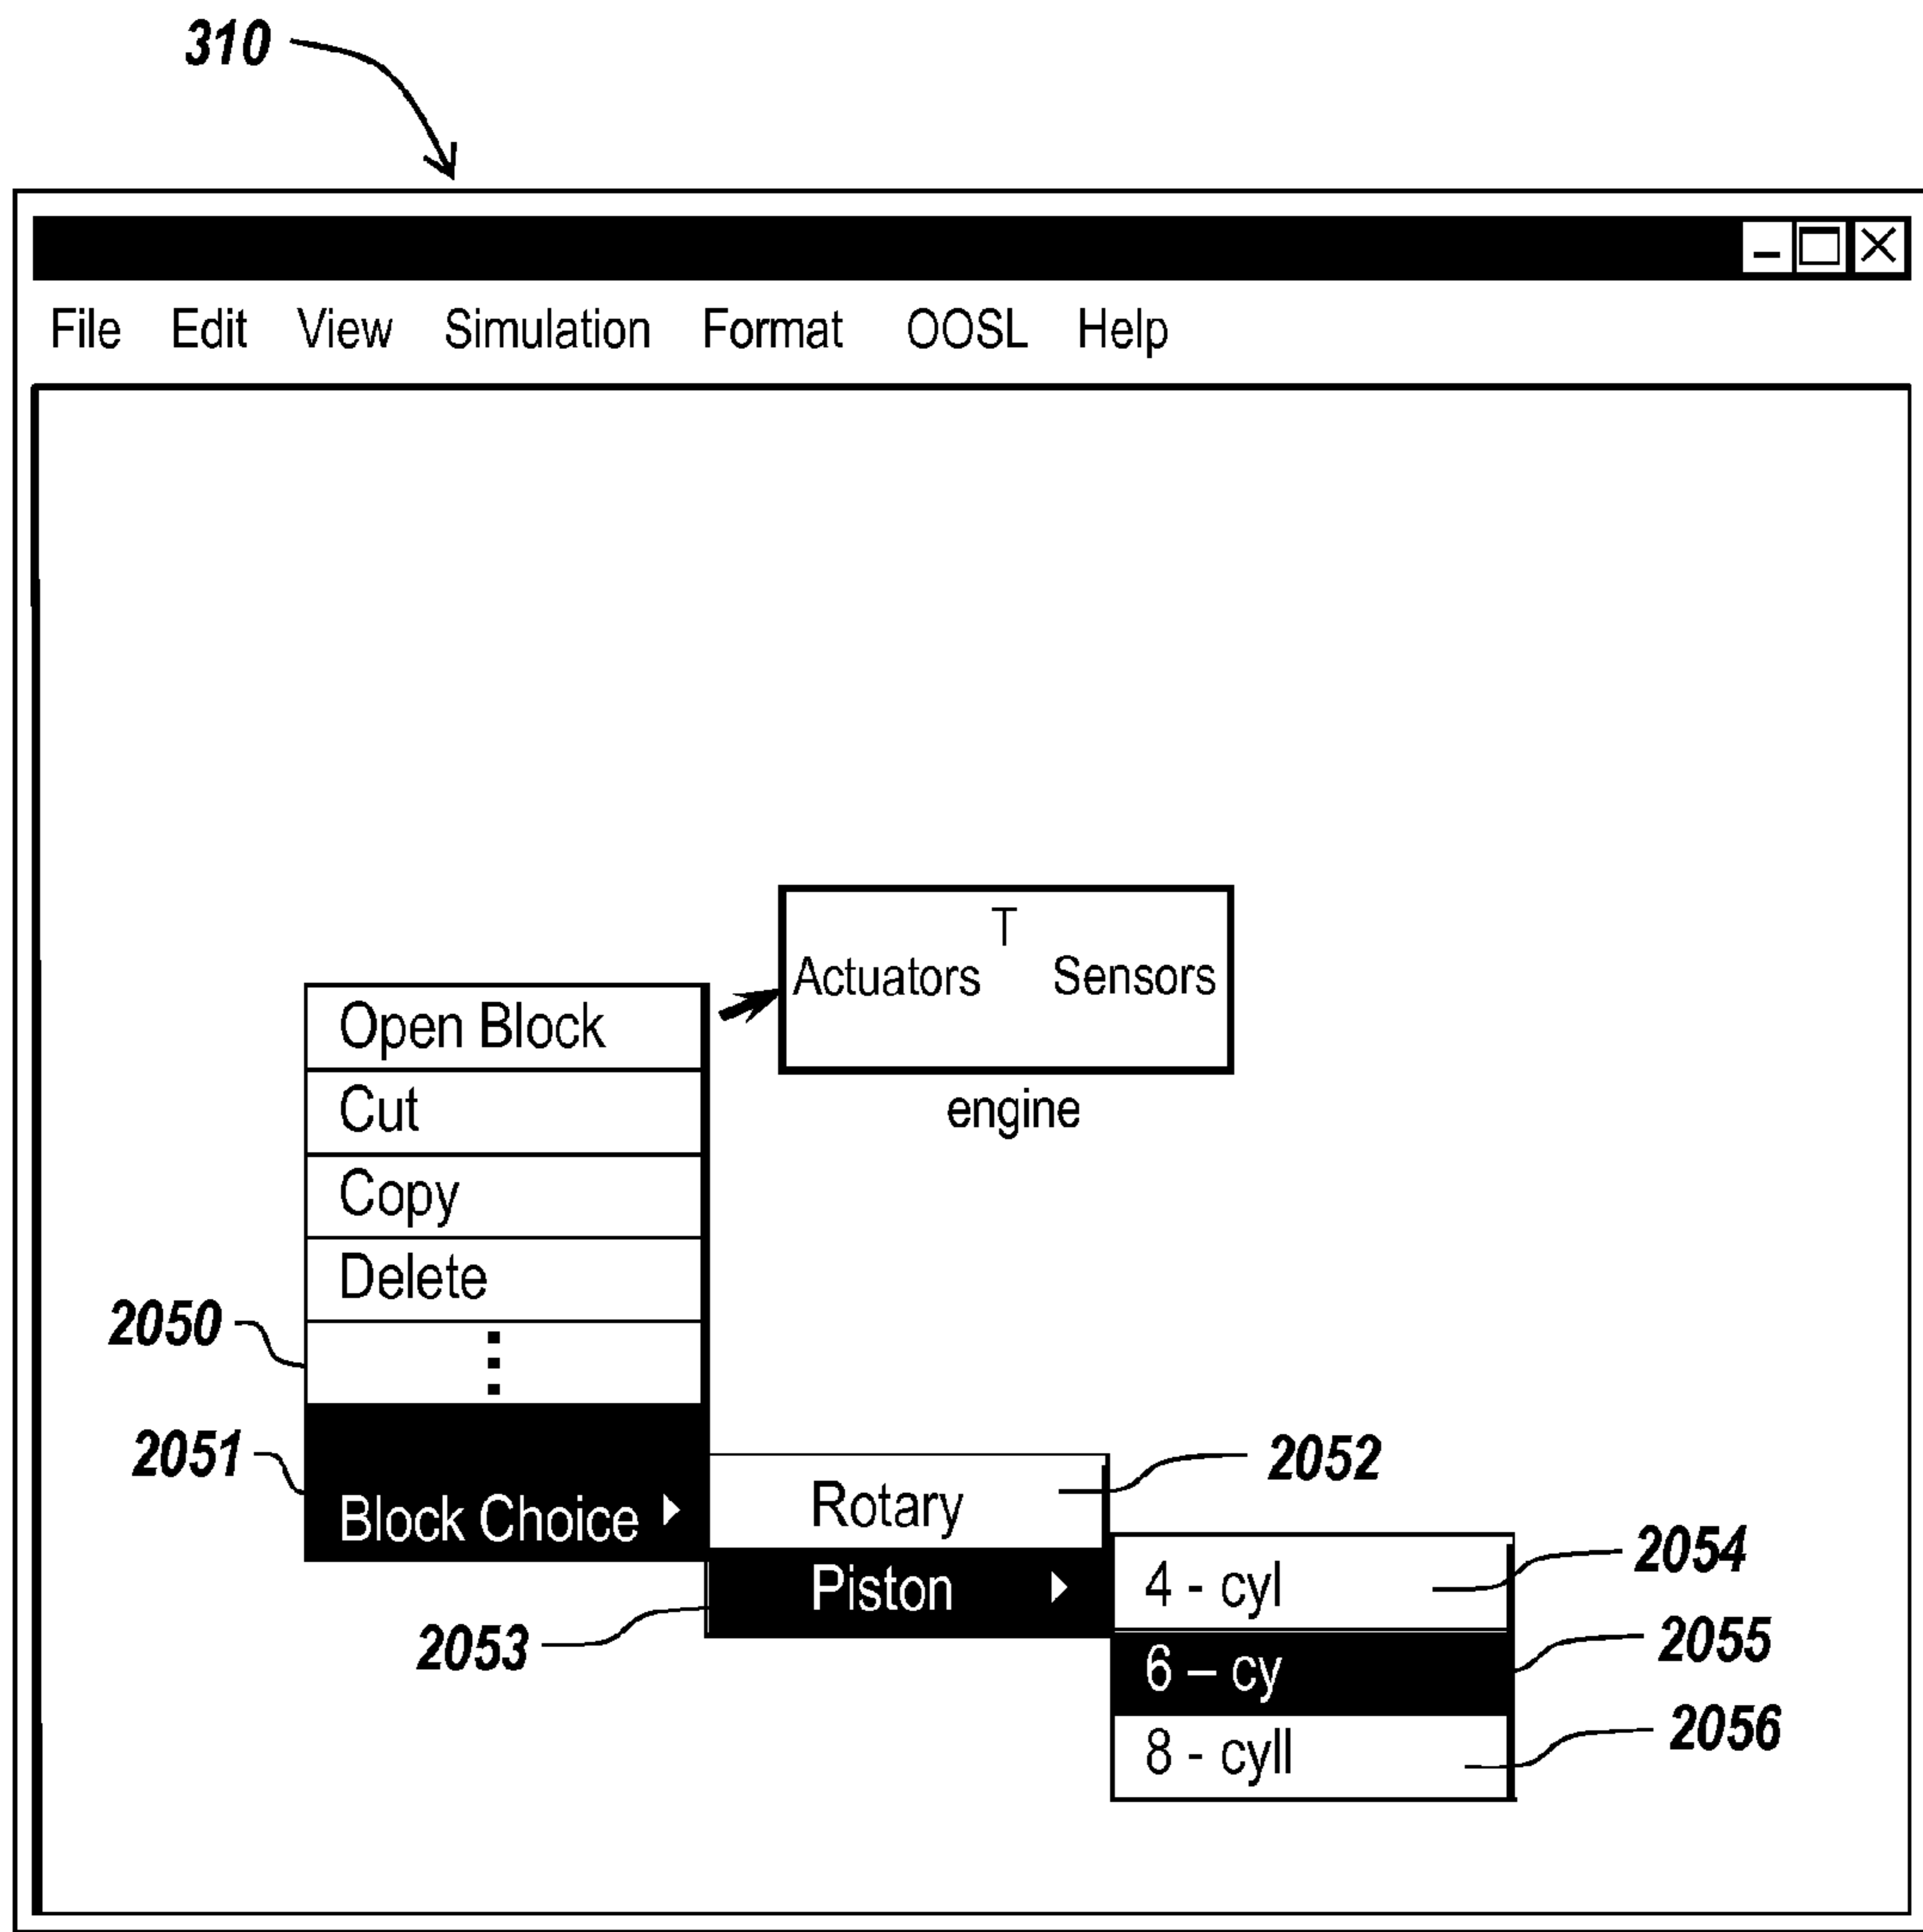 310
File Edit View Simulation Format OOSL Help
T
Actuators Sensors
engine
Open Block
Cut
Copy
Delete
2050
2051
Block Choice
Rotary
2052
Piston
2053
4 - cyl
2054
6 – cy
2055
8 - cyll
2056